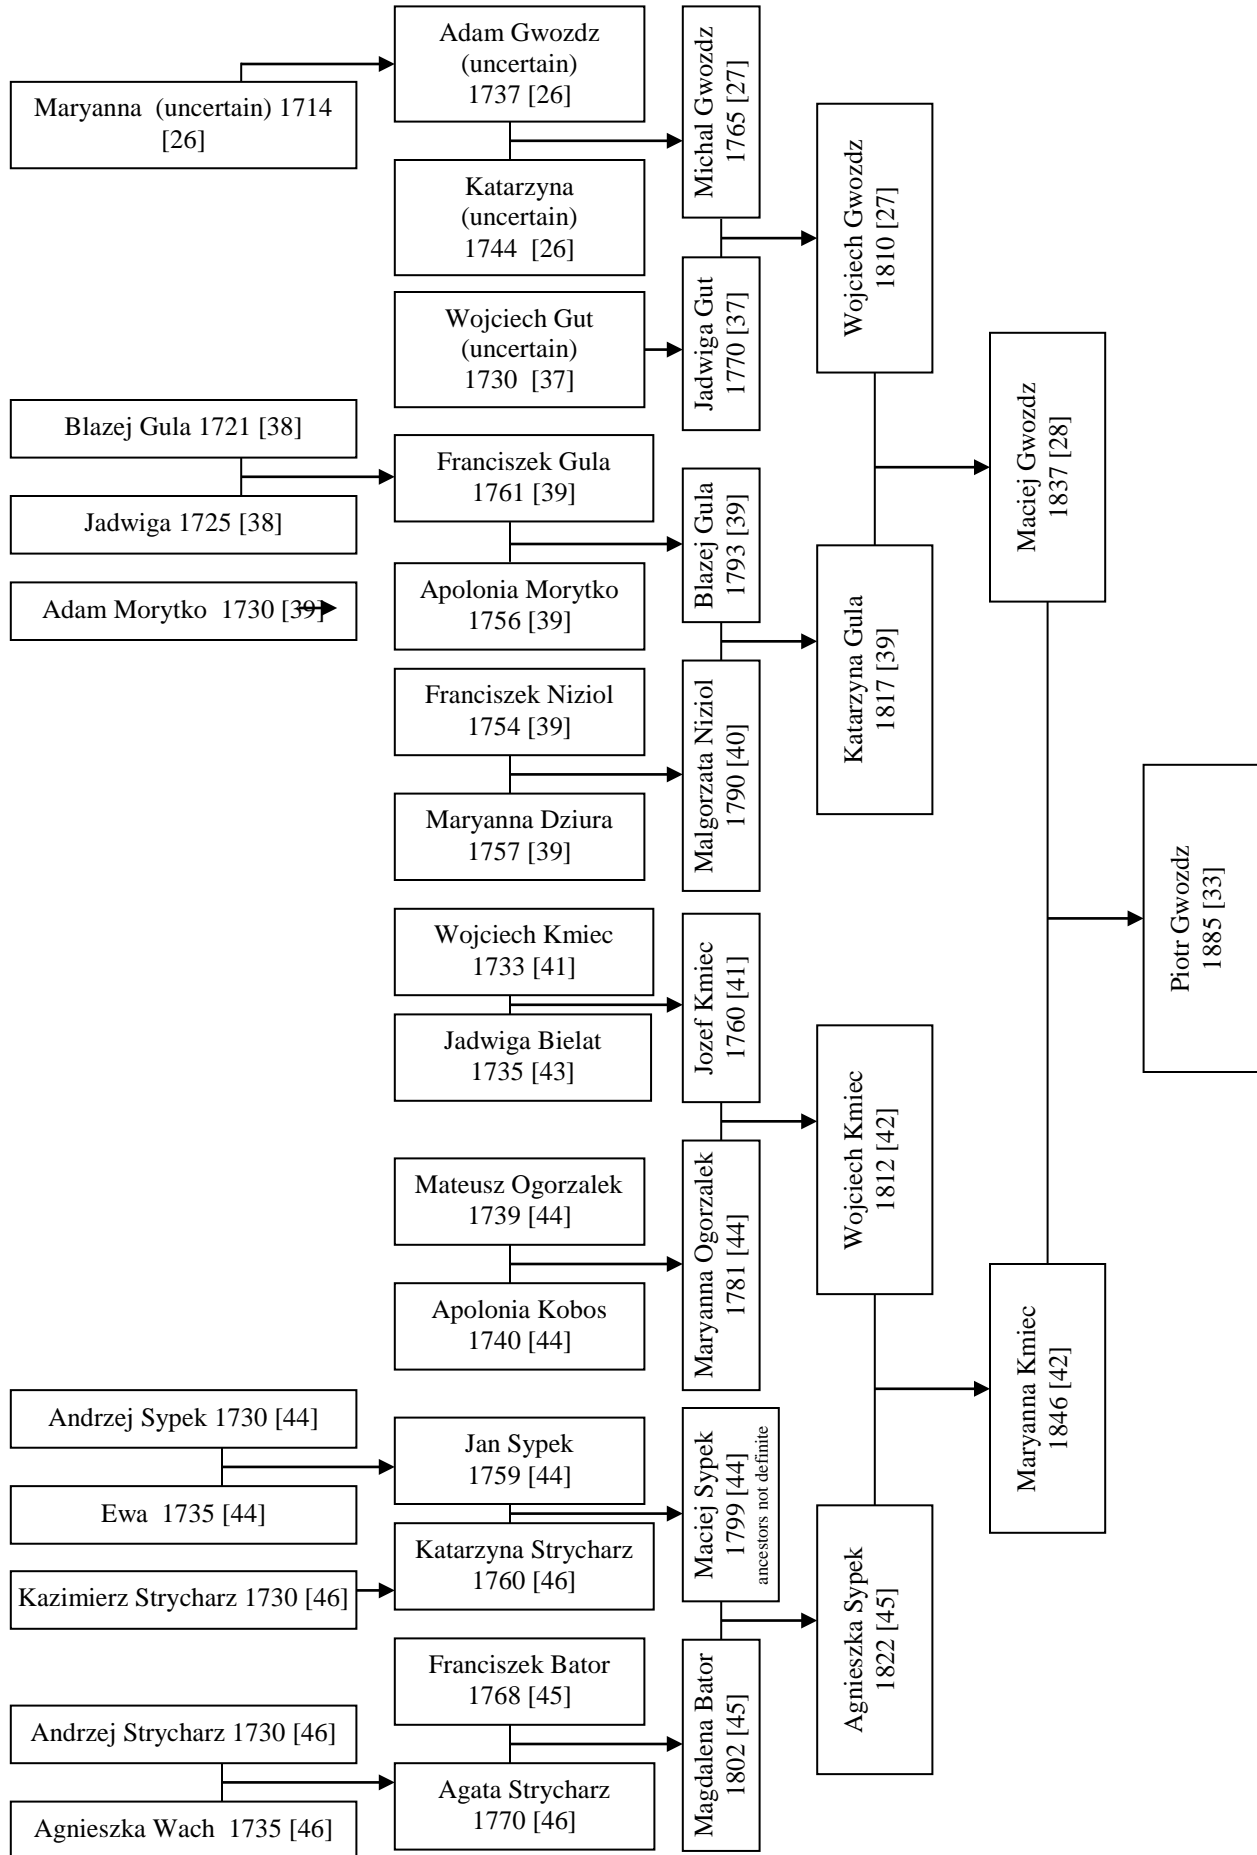 Maryanna  (uncertain) 1714
[26]
Blazej Gula 1721 [38]
Jadwiga 1725 [38]
Adam Morytko  1730 [39]
Andrzej Sypek 1730 [44]
Ewa  1735 [44]
Kazimierz Strycharz 1730 [46]
Andrzej Strycharz 1730 [46]
Agnieszka Wach  1735 [46]
Adam Gwozdz
(uncertain)
1737 [26]
Katarzyna
(uncertain)
1744  [26]
Wojciech Gut
(uncertain)
1730  [37]
Franciszek Gula
1761 [39]
Apolonia Morytko
1756 [39]
Franciszek Niziol
1754 [39]
Maryanna Dziura
1757 [39]
Wojciech Kmiec
1733 [41]
Jadwiga Bielat
1735 [43]
Mateusz Ogorzalek
1739 [44]
Apolonia Kobos
1740 [44]
Jan Sypek
1759 [44]
Katarzyna Strycharz
1760 [46]
Franciszek Bator
1768 [45]
Agata Strycharz
1770 [46]
Michal Gwozdz
1765 [27]
Jadwiga Gut
1770 [37]
Blazej Gula
1793 [39]
Malgorzata Niziol
1790 [40]
Jozef Kmiec
1760 [41]
Maryanna Ogorzalek
1781 [44]
Maciej Sypek
1799 [44]
ancestors not definite
Magdalena Bator
1802 [45]
Wojciech Gwozdz
1810 [27]
Katarzyna Gula
1817 [39]
Wojciech Kmiec
1812 [42]
Agnieszka Sypek
1822 [45]
Maciej Gwozdz
1837 [28]
Maryanna Kmiec
1846 [42]
Piotr Gwozdz
1885 [33]